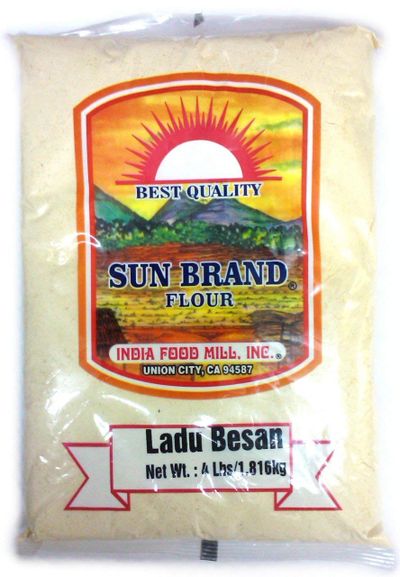 BEST QUALITY
SUN BRAND®
FLOUR
INDIA FOOD MILL, INC.®
UNION CITY, CA 94587
Ladu Besan
Net Wt. : 4 Lbs/1.816kg